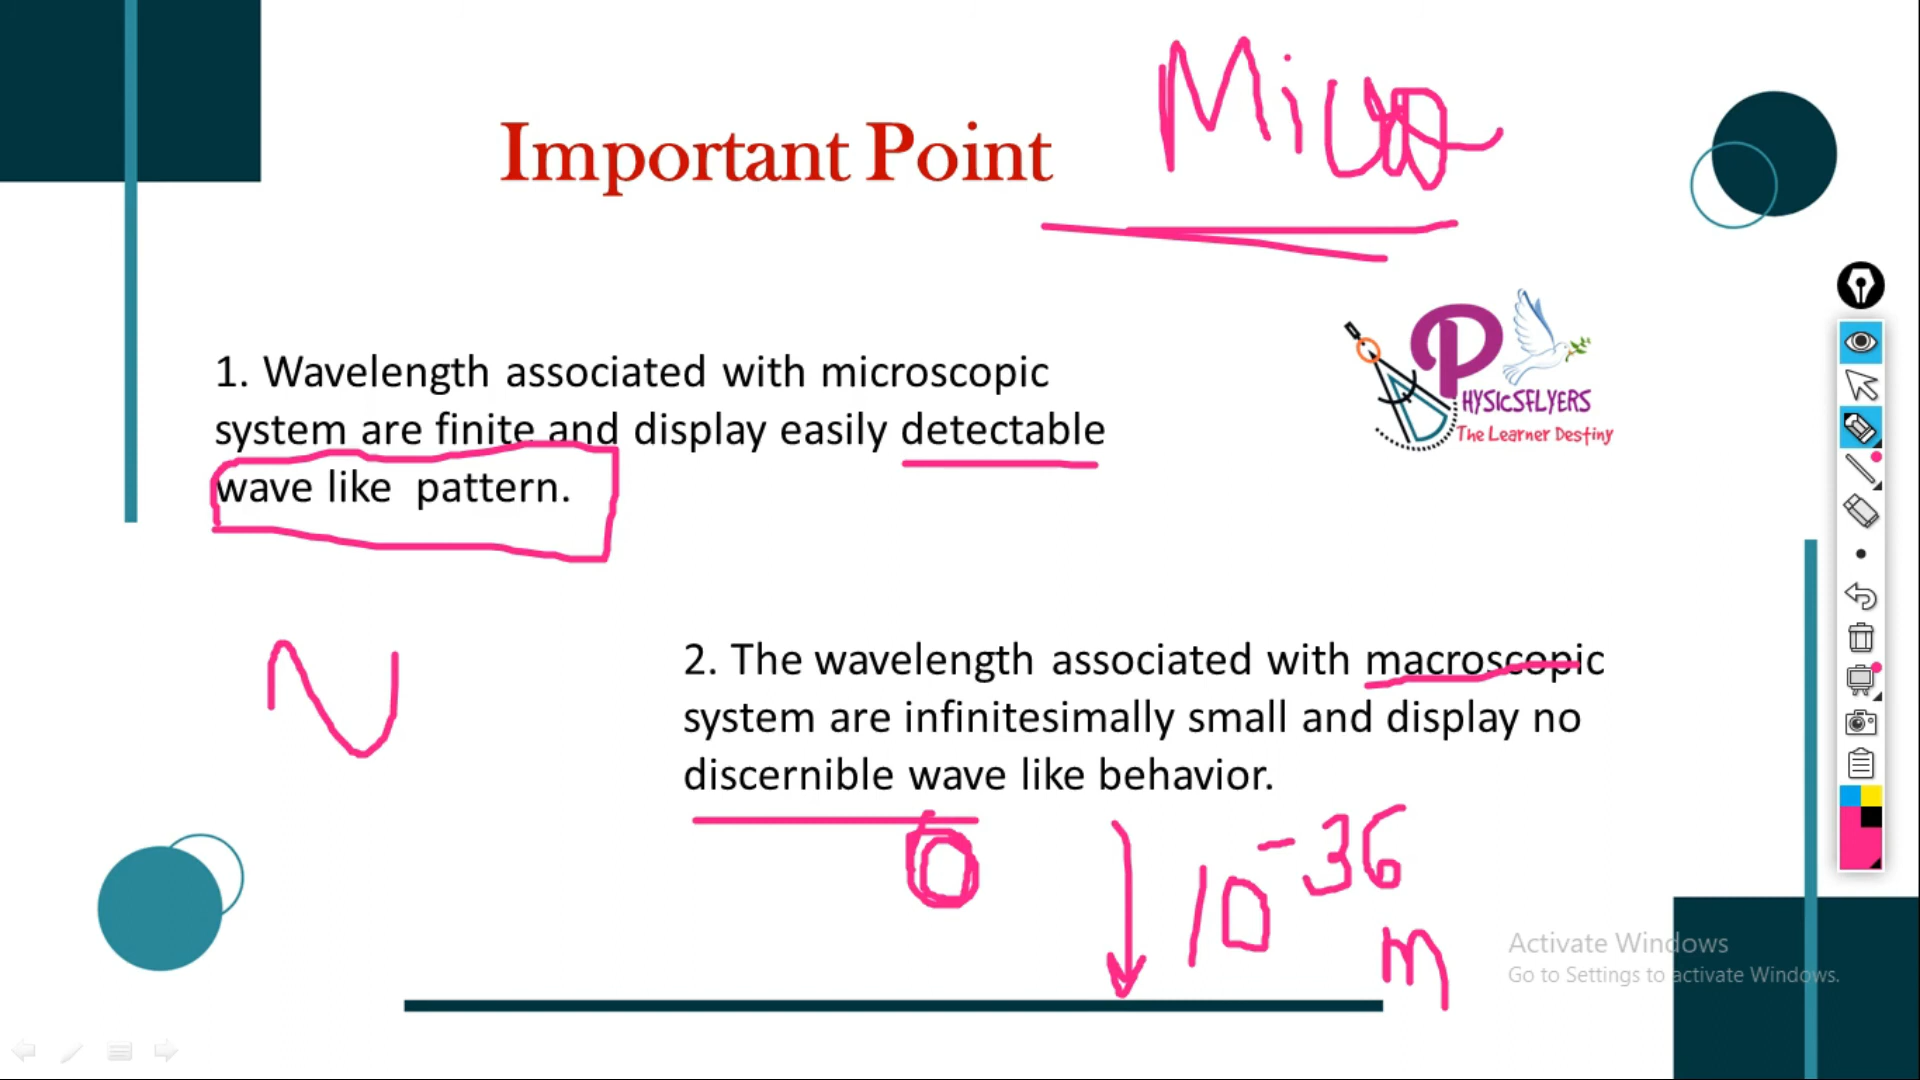 Important Point
Micro
1. Wavelength associated with microscopic
system are finite and display easily detectable
wave like pattern.
PHYSICSFLYERS
The Learner Destiny
2. The wavelength associated with macroscopic
system are infinitesimally small and display no
discernible wave like behavior.
10⁻³⁶
m
Activate Windows
Go to Settings to activate Windows.